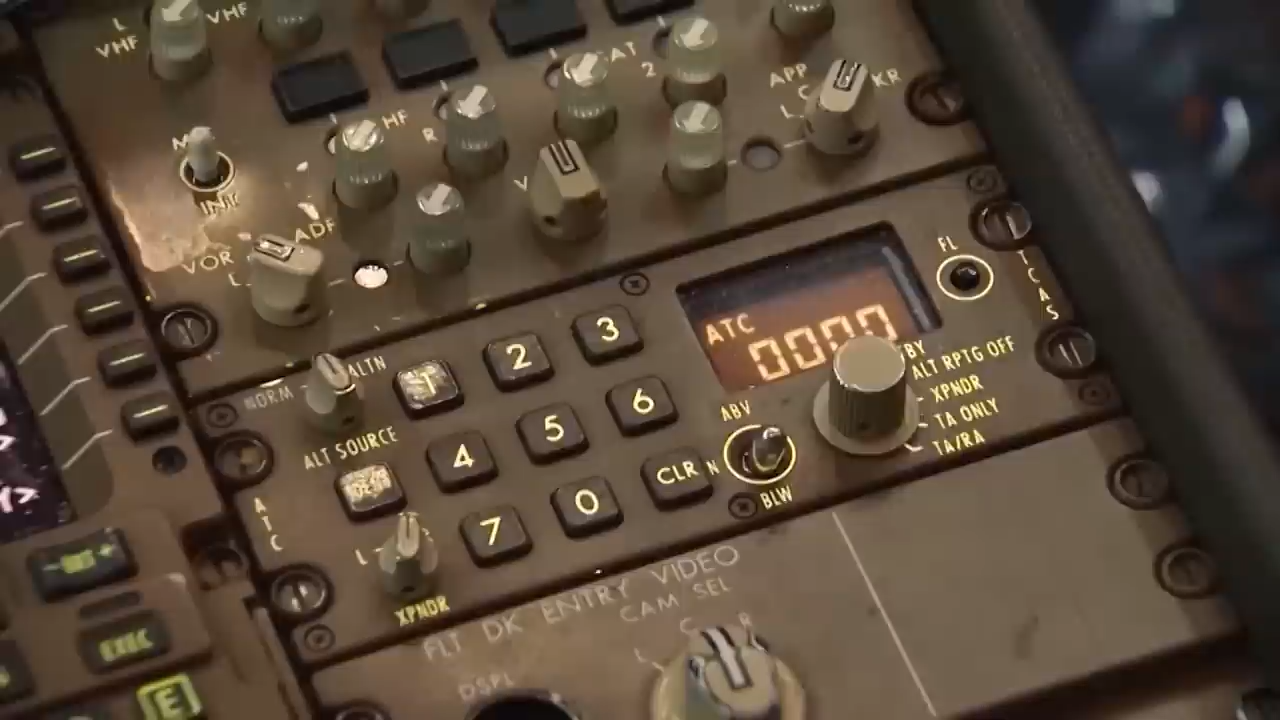 L
VHF
VHF
HF
R
AT
2
APP
L C
KR
INT
V
ADF
VOR
L
FL
TCAS
NORM
ALTN
ALT SOURCE
1
2
3
4
5
6
7
0
CLR
ATC
0000
BY
ALT RPTG OFF
XPNDR
TA ONLY
TA/RA
ABV
N
BLW
ATC
L
XPNDR
FLT DK ENTRY VIDEO
CAM SEL
L C R
DSPL
EXEC
E